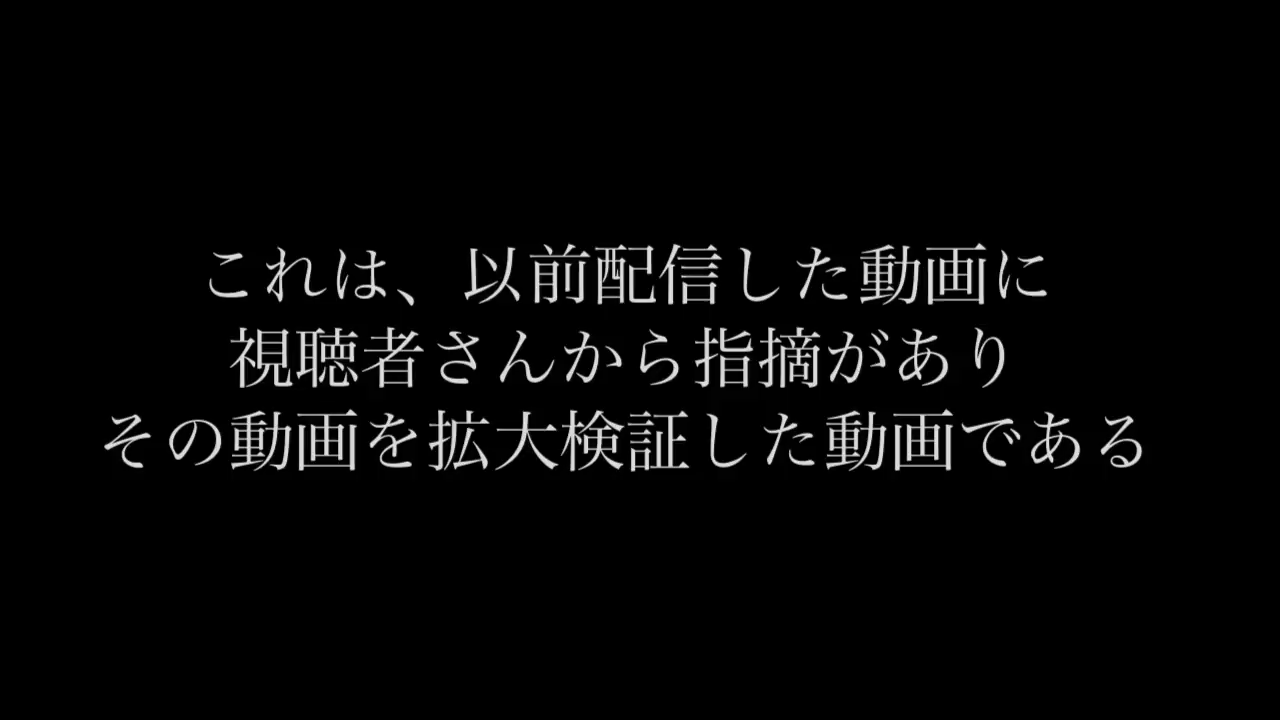 これは、以前配信した動画に
視聴者さんから指摘があり
その動画を拡大検証した動画である